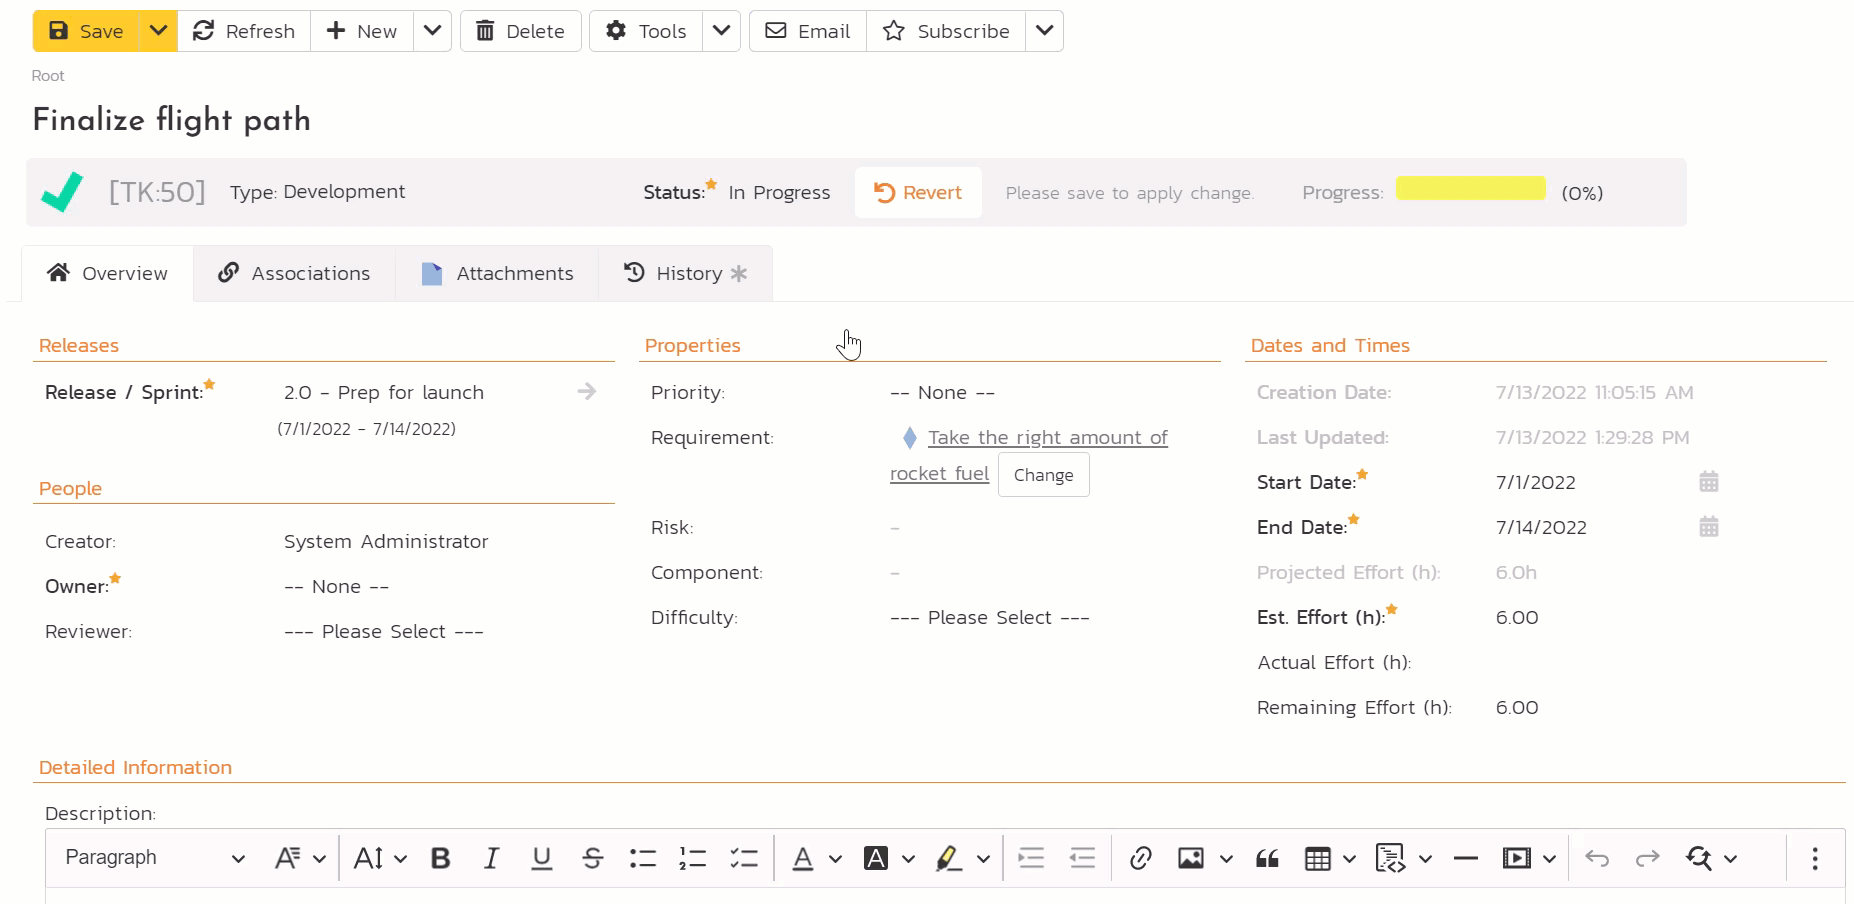 Save Refresh New Delete Tools Email Subscribe
Root
Finalize flight path
[TK:50] Type: Development Status: In Progress Revert Please save to apply change. Progress: (0%)
Overview Associations Attachments History
Releases
Release / Sprint: 2.0 - Prep for launch
(7/1/2022 - 7/14/2022)
People
Creator: System Administrator
Owner: -- None --
Reviewer: --- Please Select ---
Properties
Priority: -- None --
Requirement: Take the right amount of
rocket fuel Change
Risk: -
Component: -
Difficulty: --- Please Select ---
Dates and Times
Creation Date: 7/13/2022 11:05:15 AM
Last Updated: 7/13/2022 1:29:28 PM
Start Date: 7/1/2022
End Date: 7/14/2022
Projected Effort (h): 6.0h
Est. Effort (h): 6.00
Actual Effort (h):
Remaining Effort (h): 6.00
Detailed Information
Description:
Paragraph